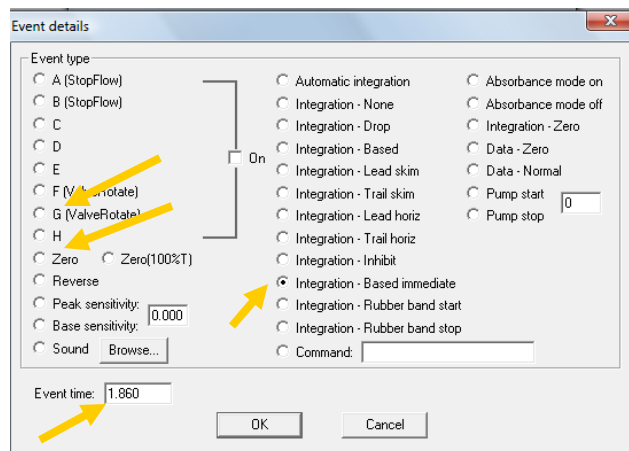 Event details
Event type
A (StopFlow)
B (StopFlow)
C
D
E
F (ValveRotate)
G (ValveRotate)
H
On
Zero
Zero(100%T)
Reverse
Peak sensitivity:
Base sensitivity:
0.000
Sound
Browse...
Automatic integration
Integration - None
Integration - Drop
Integration - Based
Integration - Lead skim
Integration - Trail skim
Integration - Lead horiz
Integration - Trail horiz
Integration - Inhibit
Integration - Based immediate
Integration - Rubber band start
Integration - Rubber band stop
Command:
Absorbance mode on
Absorbance mode off
Integration - Zero
Data - Zero
Data - Normal
Pump start
Pump stop
0
Event time: 1.860
OK
Cancel